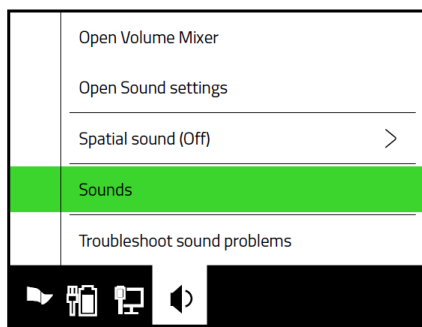 Open Volume Mixer
Open Sound settings
Spatial sound (Off)
Sounds
Troubleshoot sound problems